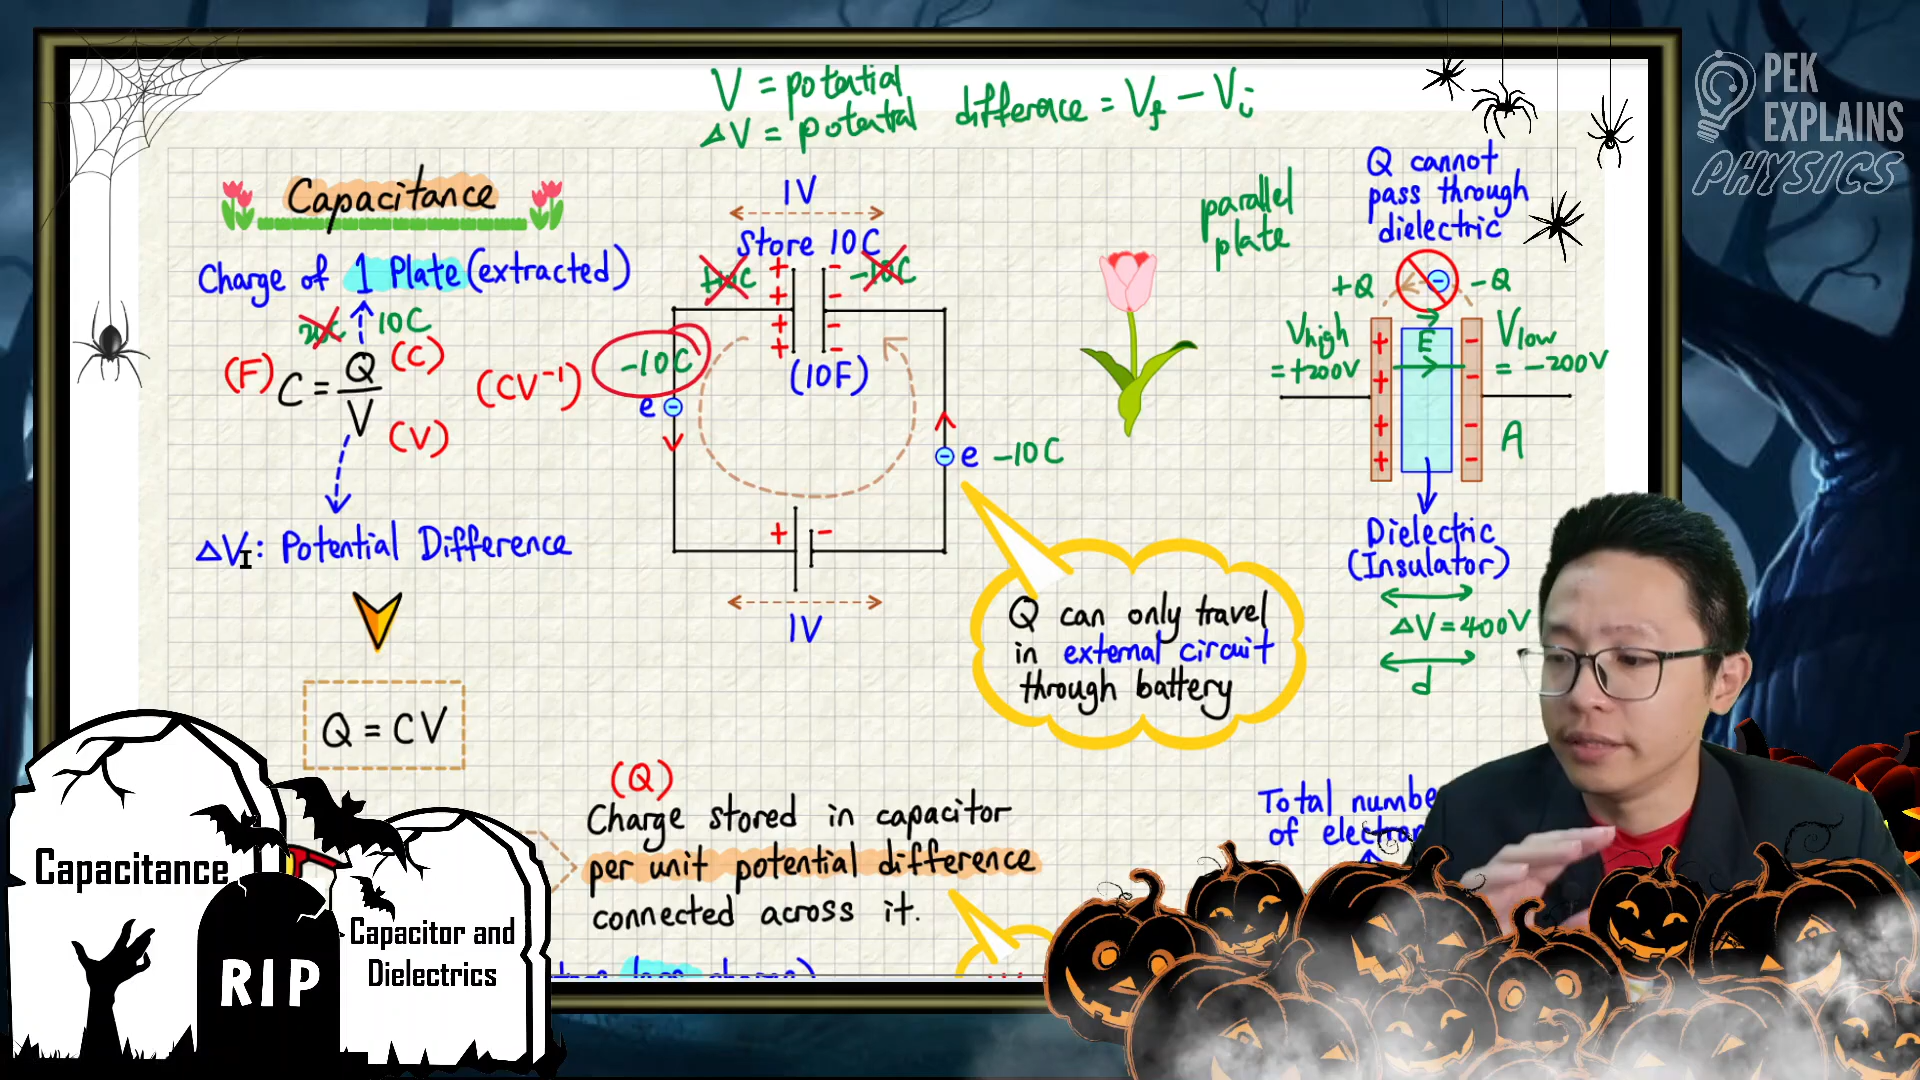 V = potential
ΔV = potential difference = Vf - Vi
PEK
EXPLAINS
PHYSICS
Capacitance
Charge of 1 Plate (extracted)
10C
(F) C = Q/V (C) (CV⁻¹)
(V)
ΔV: Potential Difference
Q = CV
1V
Store 10C
+ -
+10C -10C
+ -
+ -
+ -
-10C
(10F)
e
e -10C
+ -
1V
parallel
plate
Q cannot
pass through
dielectric
+Q -Q
Vhigh
= +200V
E
Vlow
= -200V
+ -
+ -
+ -
+ -
A
Dielectric
(Insulator)
ΔV = 400V
d
Q can only travel
in external circuit
through battery
(Q)
Charge stored in capacitor
per unit potential difference
connected across it.
Total numbe
of electron
Capacitance
RIP
Capacitor and
Dielectrics